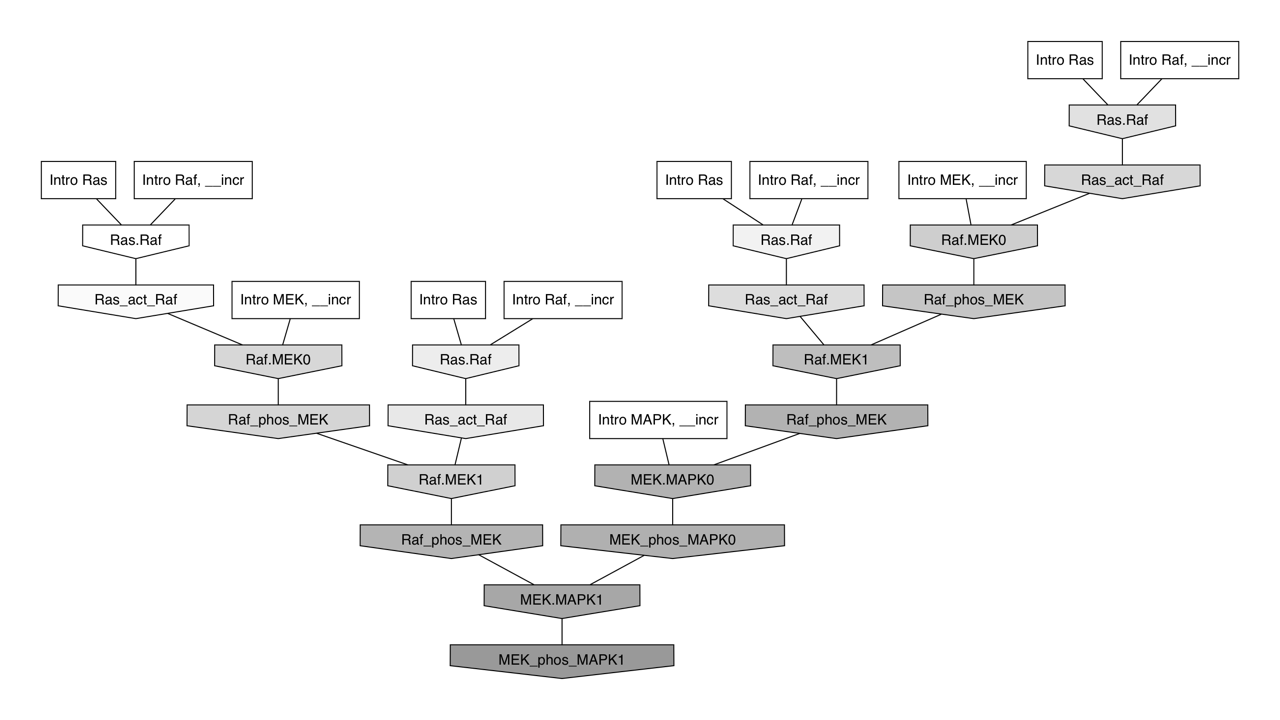 Intro Ras
Intro Raf, __incr
Ras.Raf
Intro Ras
Intro Raf, __incr
Intro Ras
Intro Raf, __incr
Intro MEK, __incr
Ras_act_Raf
Ras.Raf
Ras.Raf
Raf.MEK0
Ras_act_Raf
Intro MEK, __incr
Intro Ras
Intro Raf, __incr
Ras_act_Raf
Raf_phos_MEK
Raf.MEK0
Ras.Raf
Raf.MEK1
Raf_phos_MEK
Ras_act_Raf
Intro MAPK, __incr
Raf_phos_MEK
Raf.MEK1
MEK.MAPK0
Raf_phos_MEK
MEK_phos_MAPK0
MEK.MAPK1
MEK_phos_MAPK1